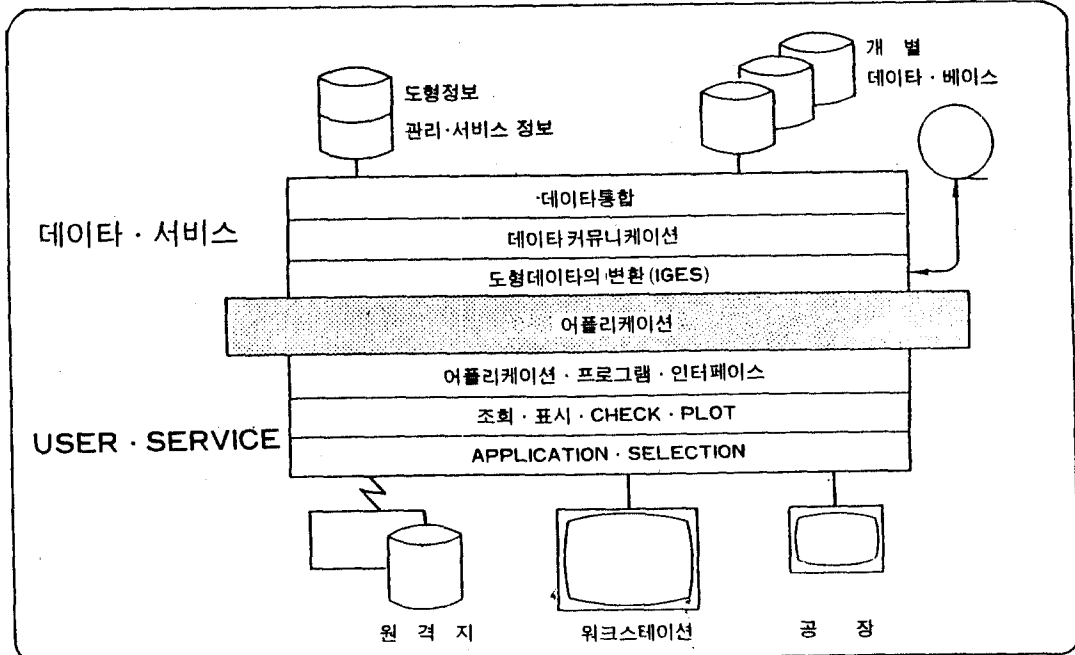 개 별
데이타 · 베이스
도형정보
관리·서비스 정보
데이타통합
데이타 · 서비스
데이타 커뮤니케이션
도형데이타의 변환 (IGES)
어플리케이션
어플리케이션 · 프로그램 · 인터페이스
조회 · 표시 · CHECK · PLOT
USER · SERVICE
APPLICATION · SELECTION
원 격 지
워크스테이션
공 장